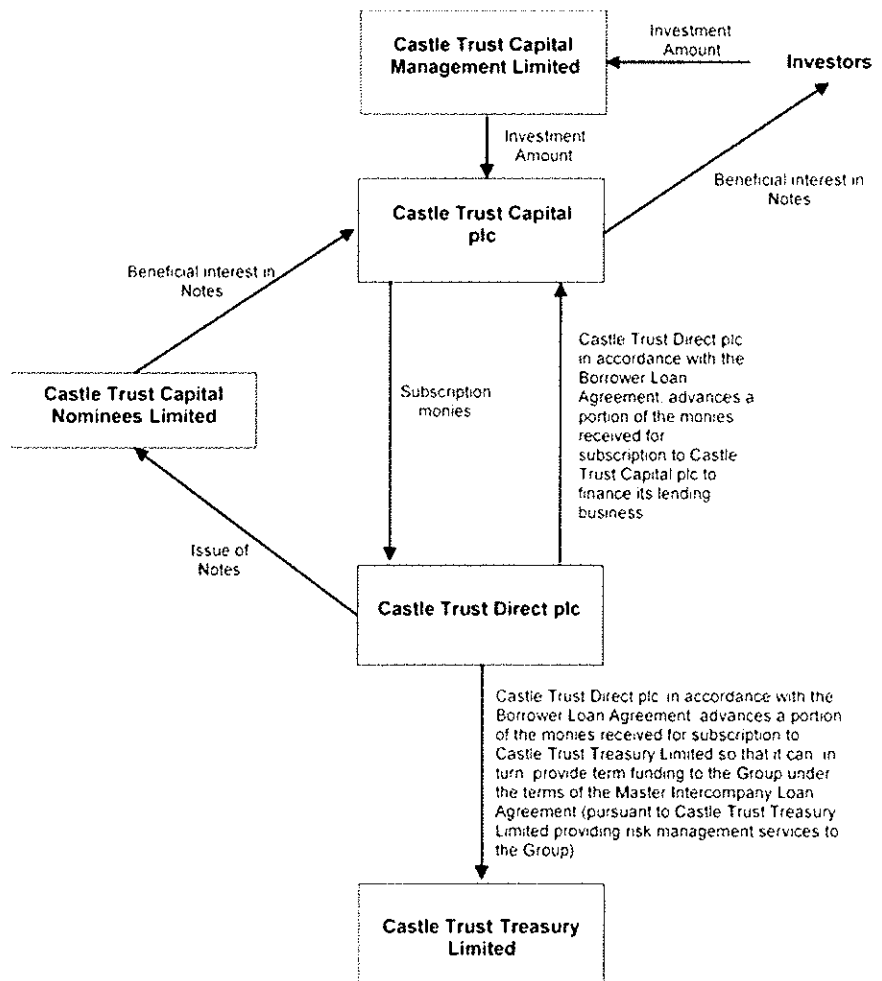 Castle Trust Capital
Management Limited
Investment
Amount
Investors
Investment
Amount
Castle Trust Capital
plc
Beneficial interest in
Notes
Beneficial interest in
Notes
Castle Trust Capital
Nominees Limited
Subscription
monies
Castle Trust Direct plc
in accordance with the
Borrower Loan
Agreement, advances a
portion of the monies
received for
subscription to Castle
Trust Capital plc to
finance its lending
business
Issue of
Notes
Castle Trust Direct plc
Castle Trust Direct plc in accordance with the
Borrower Loan Agreement advances a portion
of the monies received for subscription to
Castle Trust Treasury Limited so that it can in
turn provide term funding to the Group under
the terms of the Master Intercompany Loan
Agreement (pursuant to Castle Trust Treasury
Limited providing risk management services to
the Group)
Castle Trust Treasury
Limited